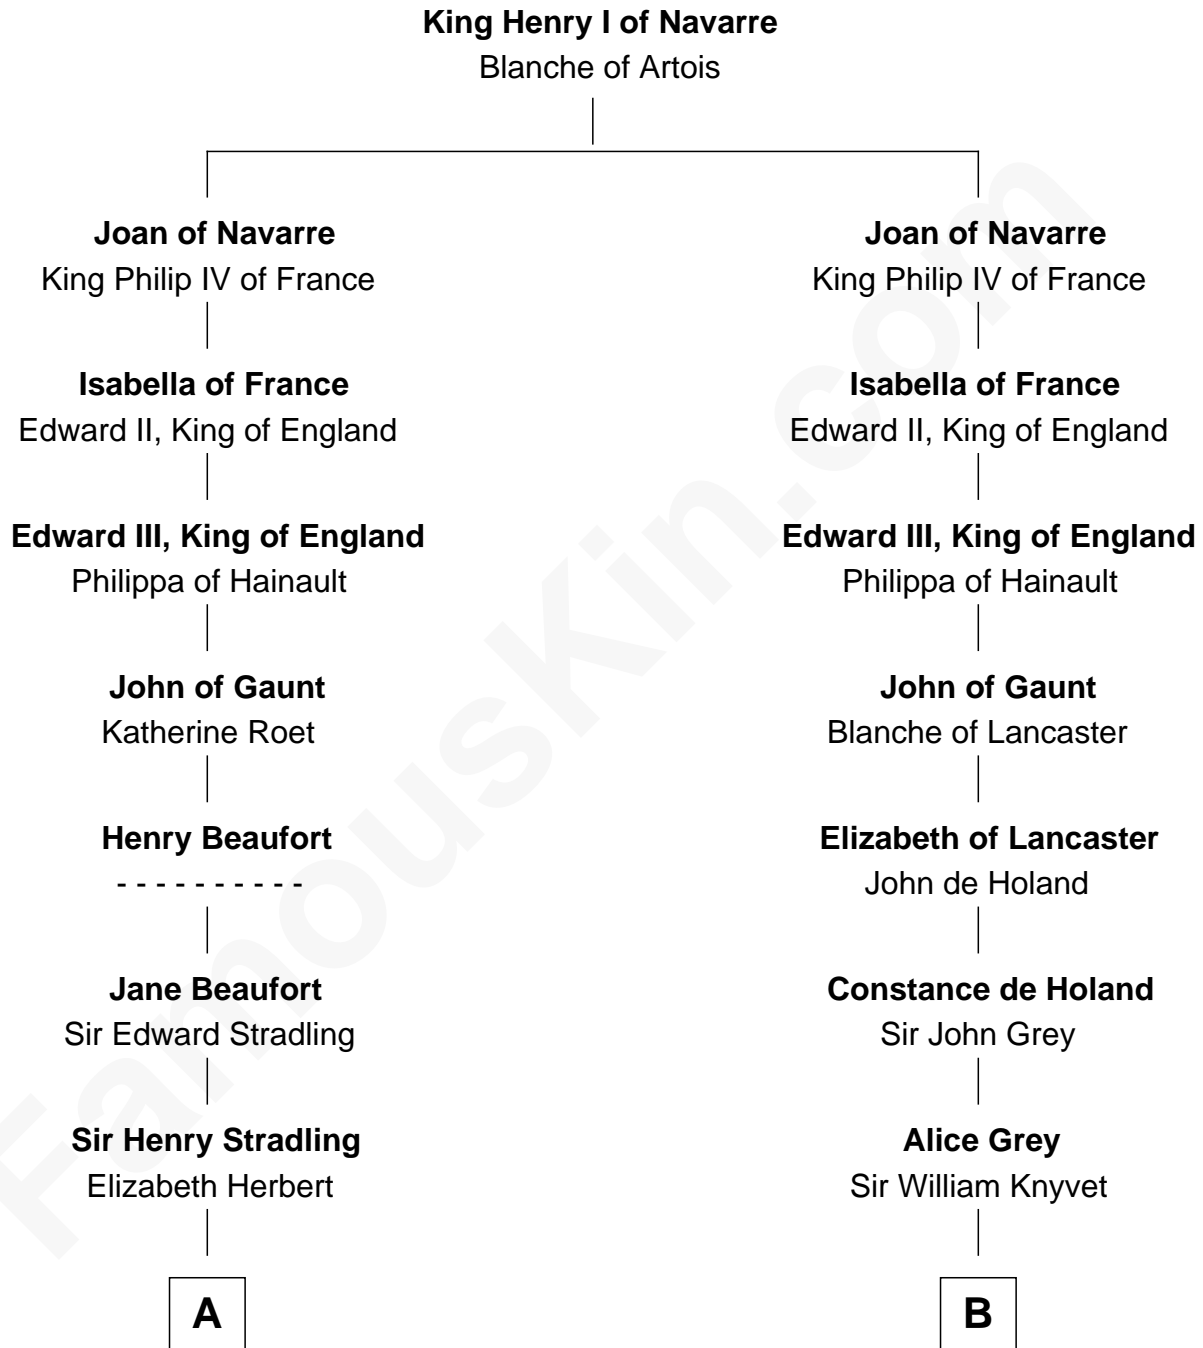 King Henry I of Navarre
Blanche of Artois
Joan of Navarre
King Philip IV of France
Joan of Navarre
King Philip IV of France
Isabella of France
Edward II, King of England
Isabella of France
Edward II, King of England
Edward III, King of England
Philippa of Hainault
Edward III, King of England
Philippa of Hainault
John of Gaunt
Katherine Roet
John of Gaunt
Blanche of Lancaster
Henry Beaufort
- - - - - - - - - -
Elizabeth of Lancaster
John de Holand
Jane Beaufort
Sir Edward Stradling
Constance de Holand
Sir John Grey
Sir Henry Stradling
Elizabeth Herbert
Alice Grey
Sir William Knyvet
A
B
FamousKin.com